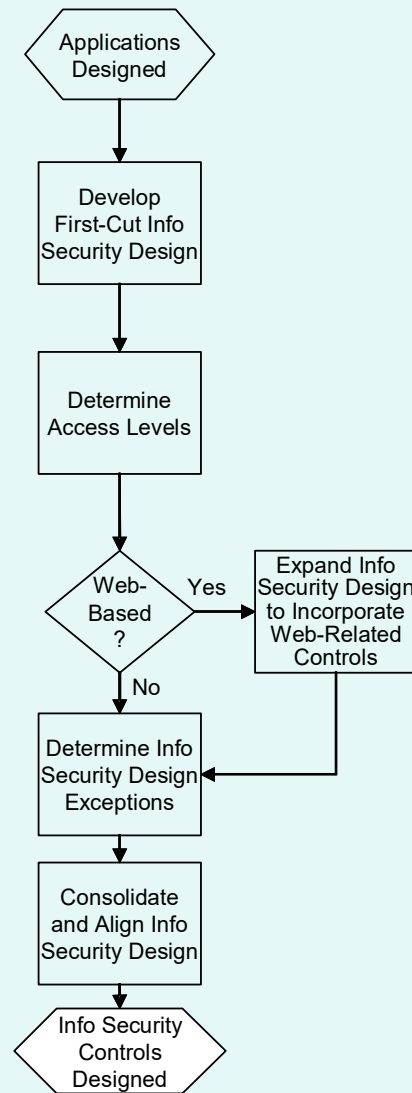 Applications
Designed
Develop
First-Cut Info
Security Design
Determine
Access Levels
Web-
Based
?
Yes
Expand Info
Security Design
to Incorporate
Web-Related
Controls
No
Determine Info
Security Design
Exceptions
Consolidate
and Align Info
Security Design
Info Security
Controls
Designed